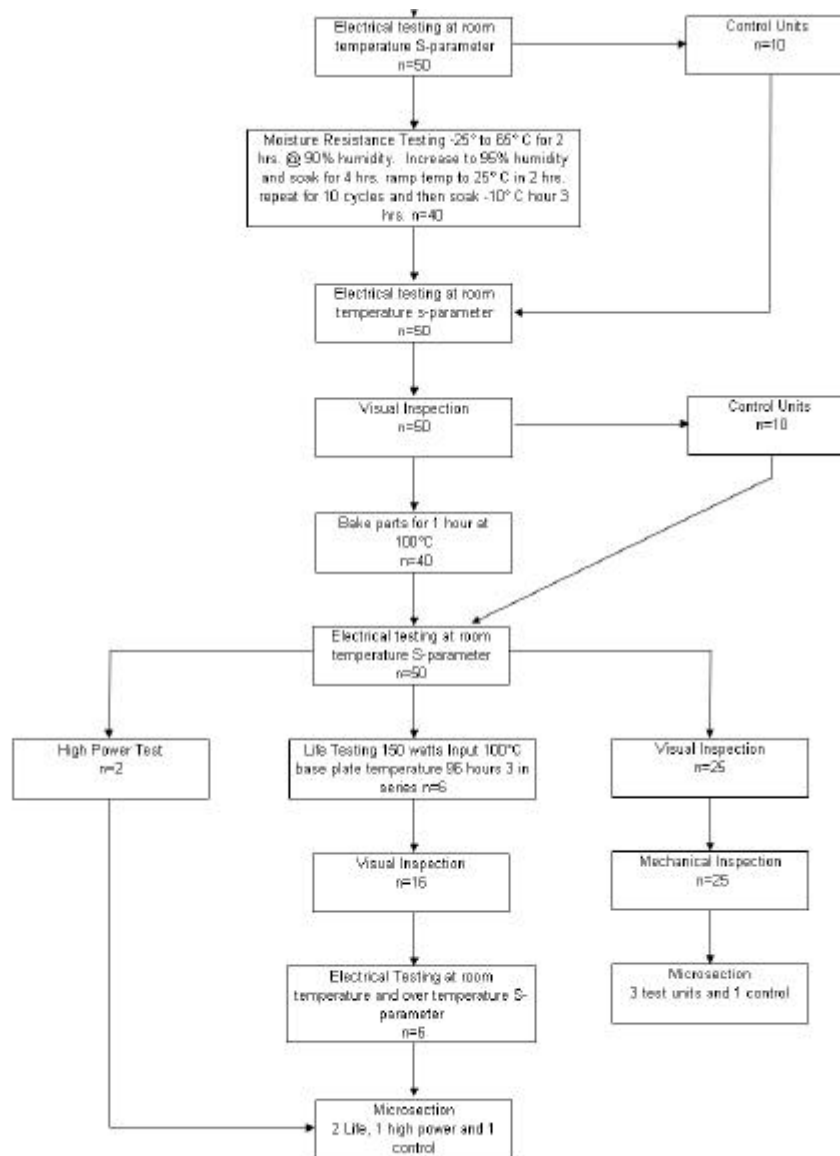 Electrical testing at room
temperature S-parameter
n=50
Control Units
n=10
Moisture Resistance Testing -25° to 65° C for 2
hrs. @ 90% humidity. Increase to 95% humidity
and soak for 4 hrs. ramp temp to 25° C in 2 hrs.
repeat for 10 cycles and then soak -10° C hour 3
hrs. n=40
Electrical testing at room
temperature s-parameter
n=50
Visual Inspection
n=50
Control Units
n=10
Bake parts for 1 hour at
100°C
n=40
Electrical testing at room
temperature S-parameter
n=50
High Power Test
n=2
Life Testing 150 watts Input 100°C
base plate temperature 96 hours 3 in
series n=6
Visual Inspection
n=25
Visual Inspection
n=16
Mechanical Inspection
n=25
Electrical Testing at room
temperature and over temperature S-
parameter
n=6
Microsection
3 test units and 1 control
Microsection
2 Life, 1 high power and 1
control